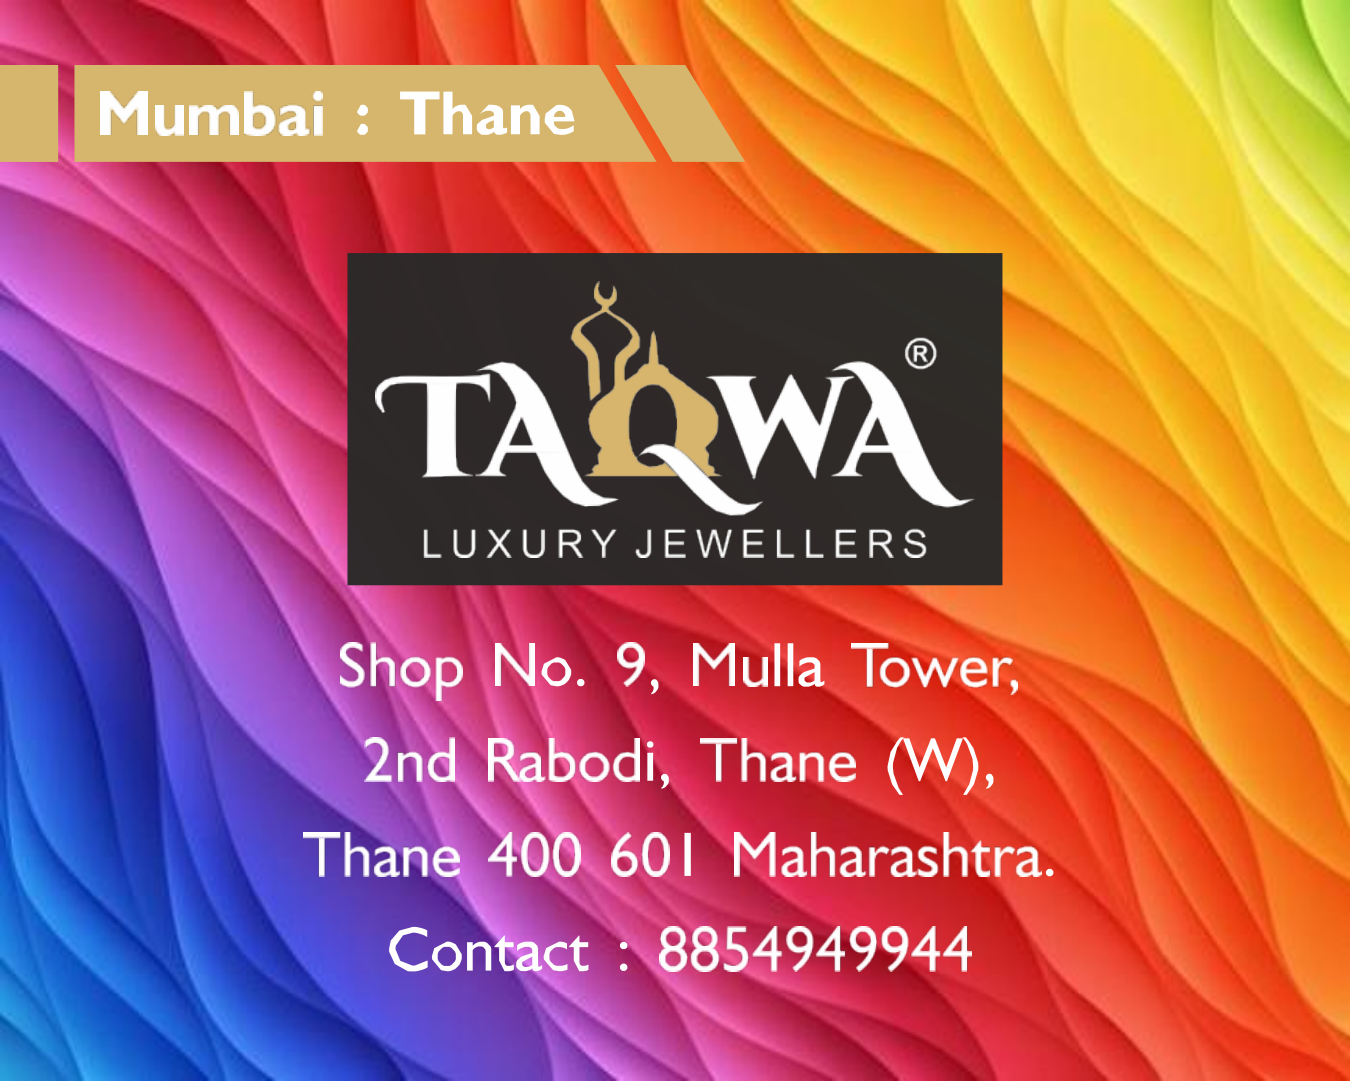 Mumbai : Thane
TAQWA®
LUXURY JEWELLERS
Shop No. 9, Mulla Tower,
2nd Rabodi, Thane (W),
Thane 400 601 Maharashtra.
Contact : 8854949944